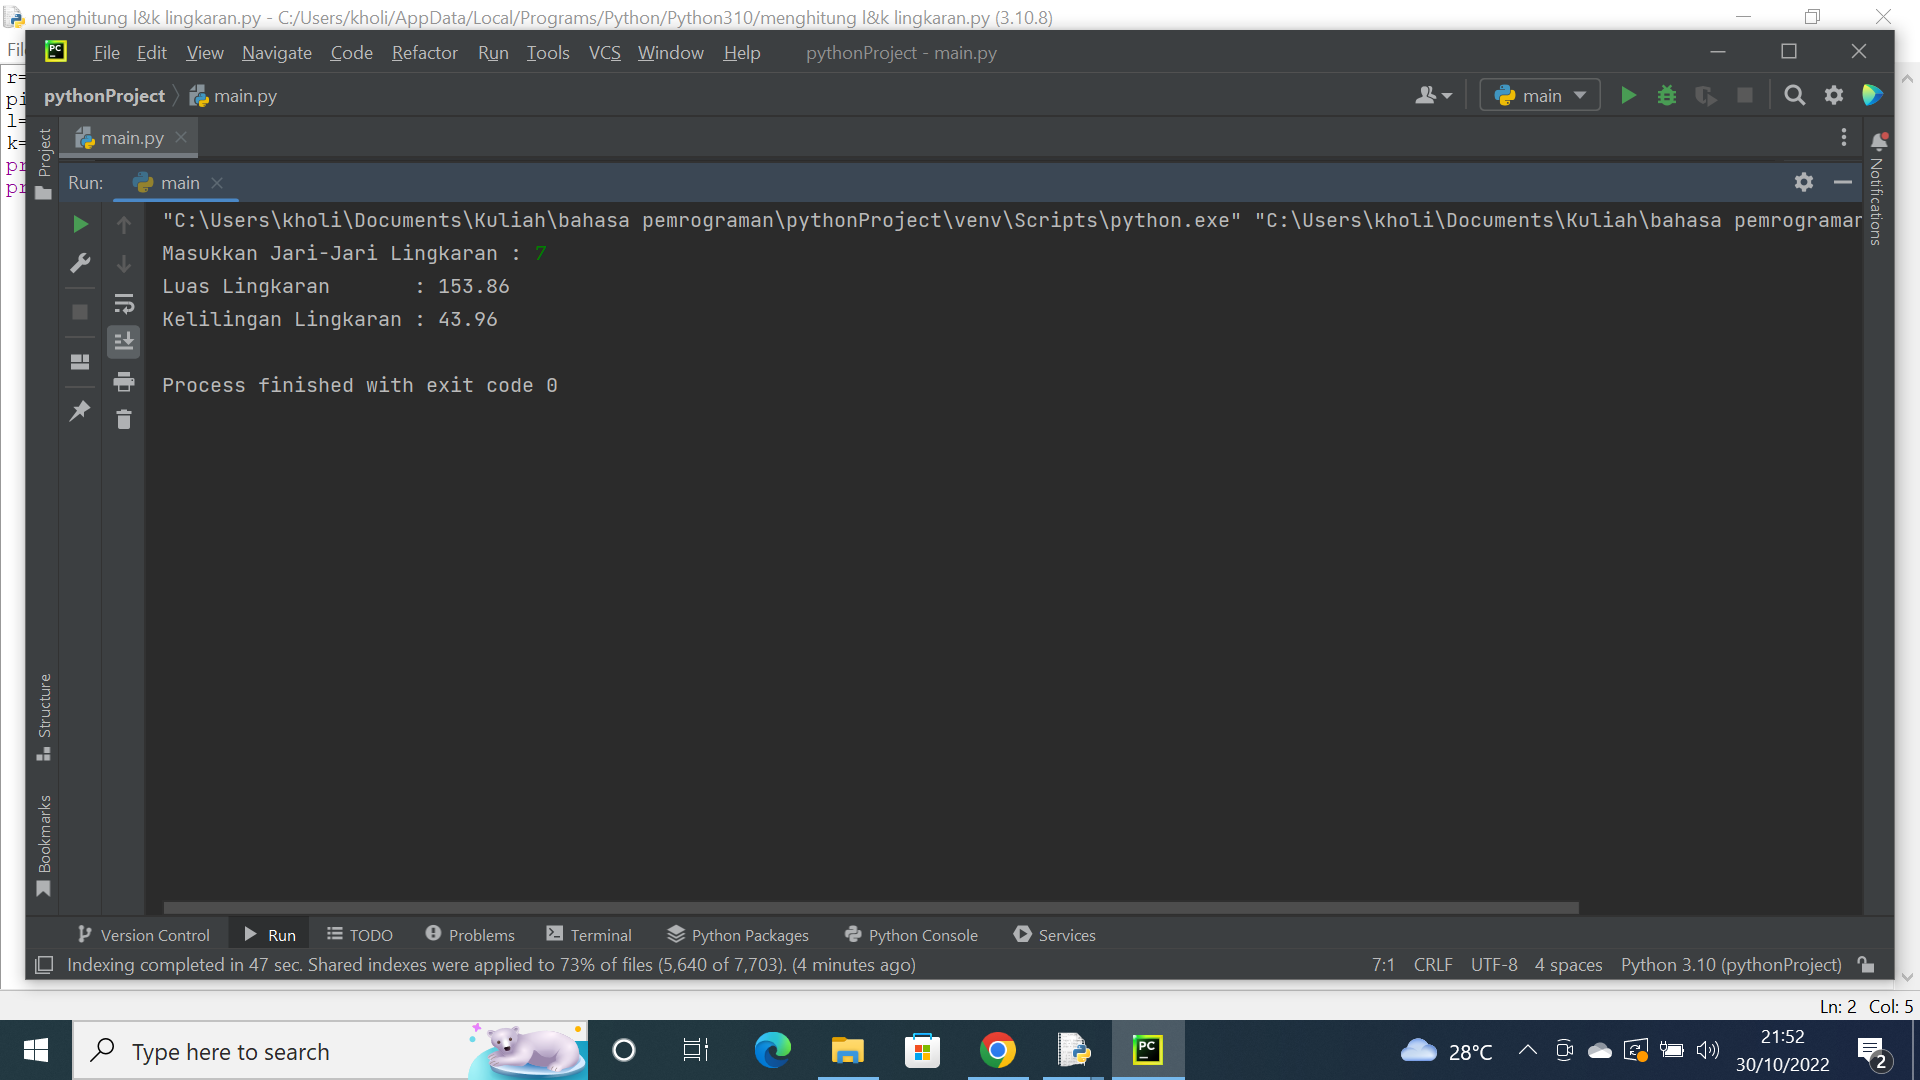 menghitung l&k lingkaran.py - C:/Users/kholi/AppData/Local/Programs/Python/Python310/menghitung l&k lingkaran.py (3.10.8)
File Edit View Navigate Code Refactor Run Tools VCS Window Help pythonProject - main.py
pythonProject main.py main
main.py
r=
pi
l=
k=
pr
pr
Project
Notifications
Structure
Bookmarks
Run: main
"C:\Users\kholi\Documents\Kuliah\bahasa pemrograman\pythonProject\venv\Scripts\python.exe" "C:\Users\kholi\Documents\Kuliah\bahasa pemrograman
Masukkan Jari-Jari Lingkaran : 7
Luas Lingkaran : 153.86
Kelilingan Lingkaran : 43.96
Process finished with exit code 0
Version Control Run TODO Problems Terminal Python Packages Python Console Services
Indexing completed in 47 sec. Shared indexes were applied to 73% of files (5,640 of 7,703). (4 minutes ago) 7:1 CRLF UTF-8 4 spaces Python 3.10 (pythonProject)
Ln: 2 Col: 5
Type here to search PC 28°C 21:52
30/10/2022 2